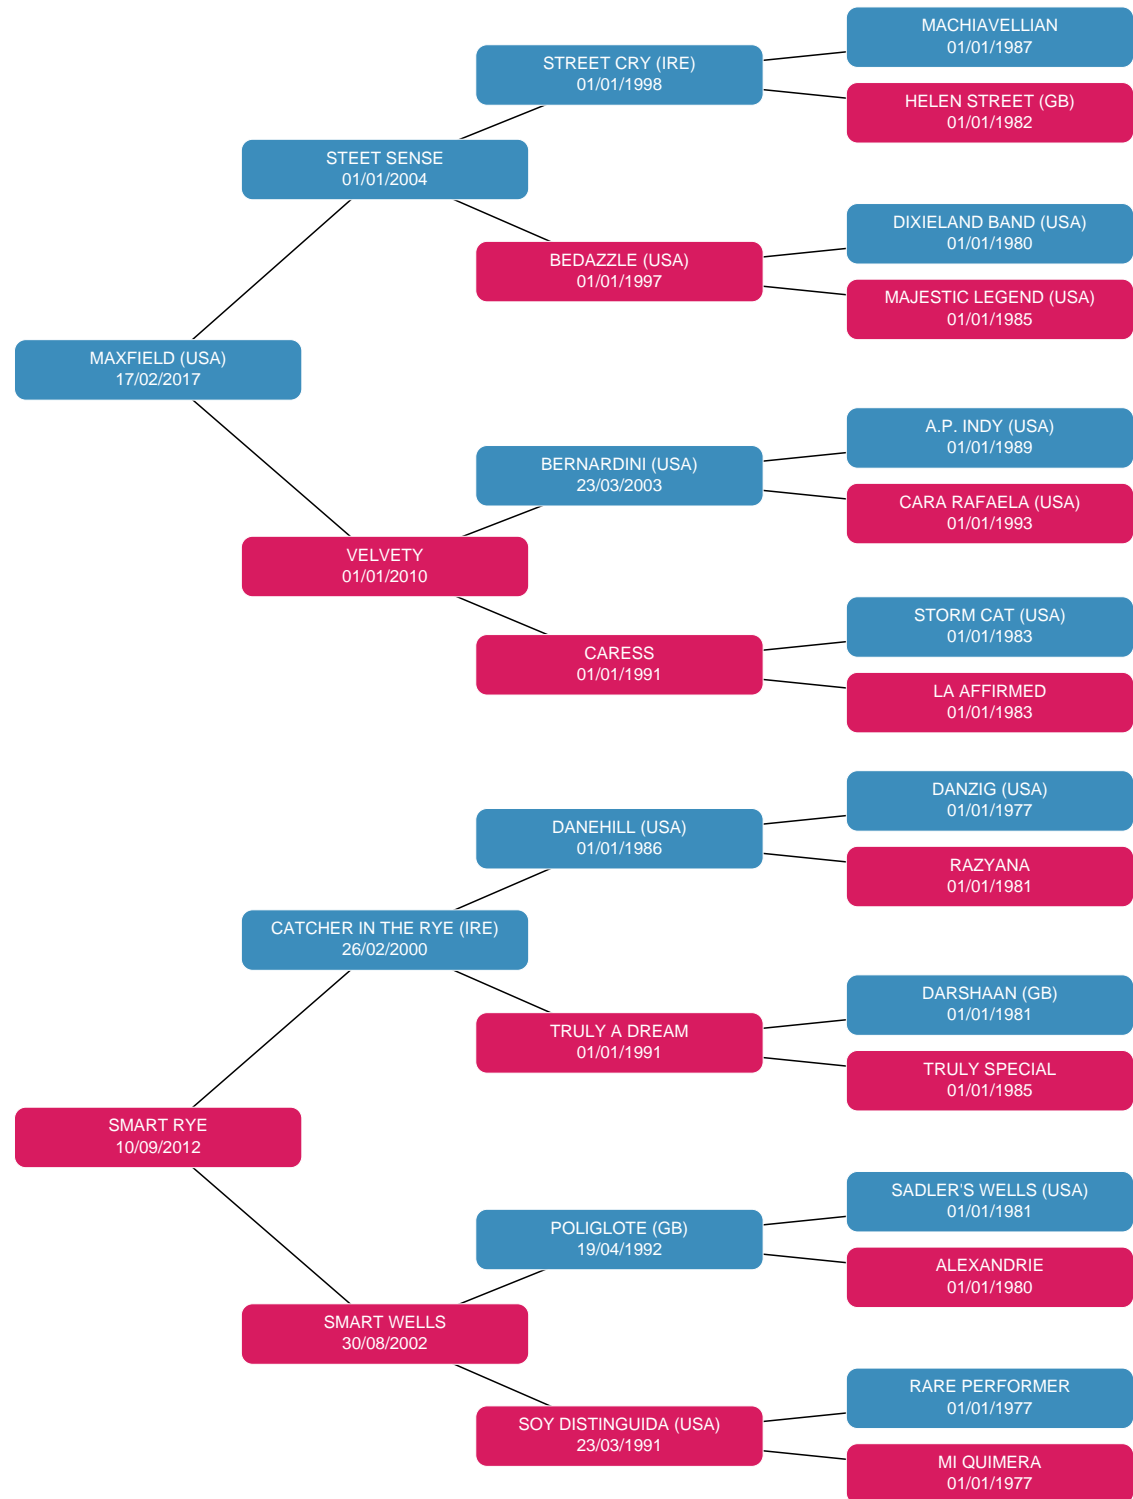 MACHIAVELLIAN
01/01/1987
STREET CRY (IRE)
01/01/1998
HELEN STREET (GB)
01/01/1982
STEET SENSE
01/01/2004
DIXIELAND BAND (USA)
01/01/1980
BEDAZZLE (USA)
01/01/1997
MAJESTIC LEGEND (USA)
01/01/1985
MAXFIELD (USA)
17/02/2017
A.P. INDY (USA)
01/01/1989
BERNARDINI (USA)
23/03/2003
CARA RAFAELA (USA)
01/01/1993
VELVETY
01/01/2010
STORM CAT (USA)
01/01/1983
CARESS
01/01/1991
LA AFFIRMED
01/01/1983
DANZIG (USA)
01/01/1977
DANEHILL (USA)
01/01/1986
RAZYANA
01/01/1981
CATCHER IN THE RYE (IRE)
26/02/2000
DARSHAAN (GB)
01/01/1981
TRULY A DREAM
01/01/1991
TRULY SPECIAL
01/01/1985
SMART RYE
10/09/2012
SADLER'S WELLS (USA)
01/01/1981
POLIGLOTE (GB)
19/04/1992
ALEXANDRIE
01/01/1980
SMART WELLS
30/08/2002
RARE PERFORMER
01/01/1977
SOY DISTINGUIDA (USA)
23/03/1991
MI QUIMERA
01/01/1977